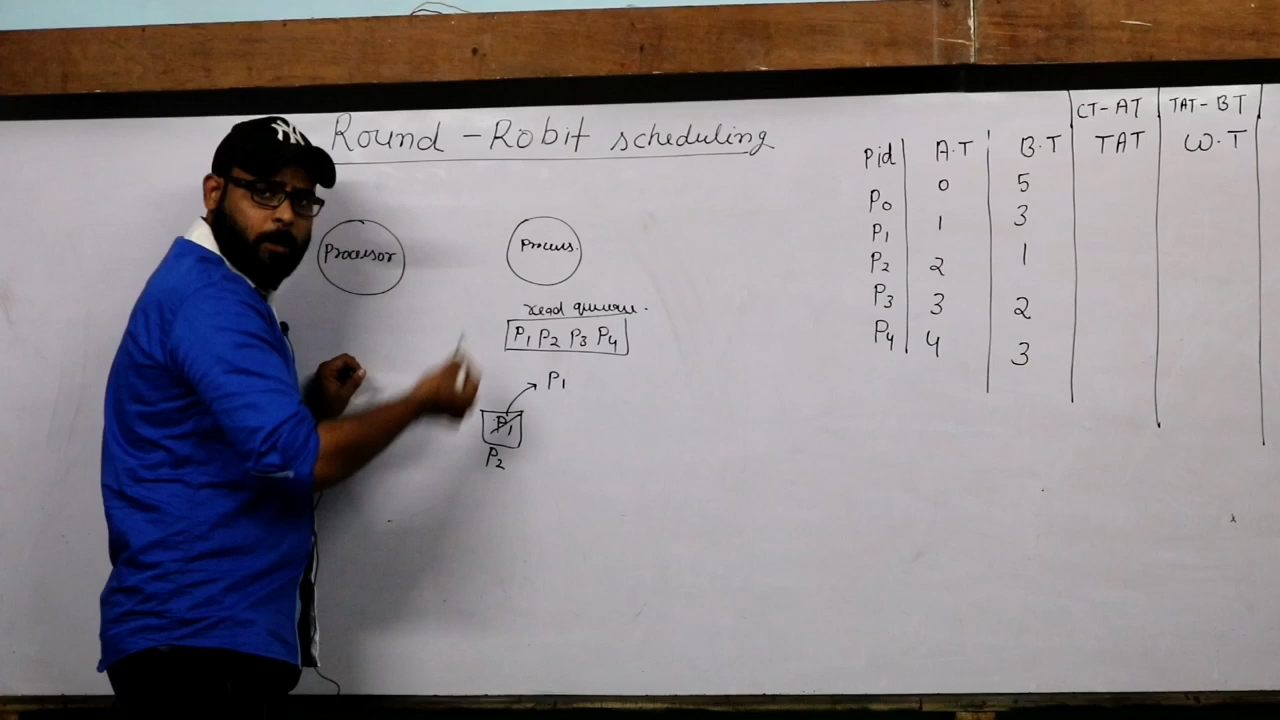 Round - Robit scheduling
Processor
Process.
read queue.
P1 P2 P3 P4
P1
P1
P2
CT-AT TAT-BT
Pid A.T B.T TAT W.T
P0 0 5
P1 1 3
P2 2 1
P3 3 2
P4 4 3
NY